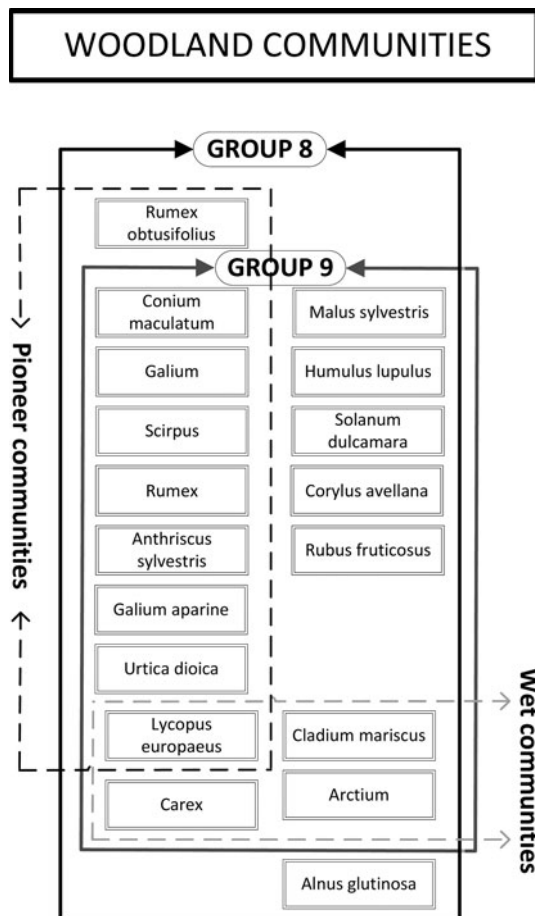 WOODLAND COMMUNITIES
GROUP 8
Rumex
obtusifolius
GROUP 9
Conium
maculatum
Malus sylvestris
Galium
Humulus lupulus
Scirpus
Solanum
dulcamara
Rumex
Corylus avellana
Anthriscus
sylvestris
Rubus fruticosus
Galium aparine
Urtica dioica
Lycopus
europaeus
Cladium mariscus
Carex
Arctium
Alnus glutinosa
Pioneer communities
Wet communities